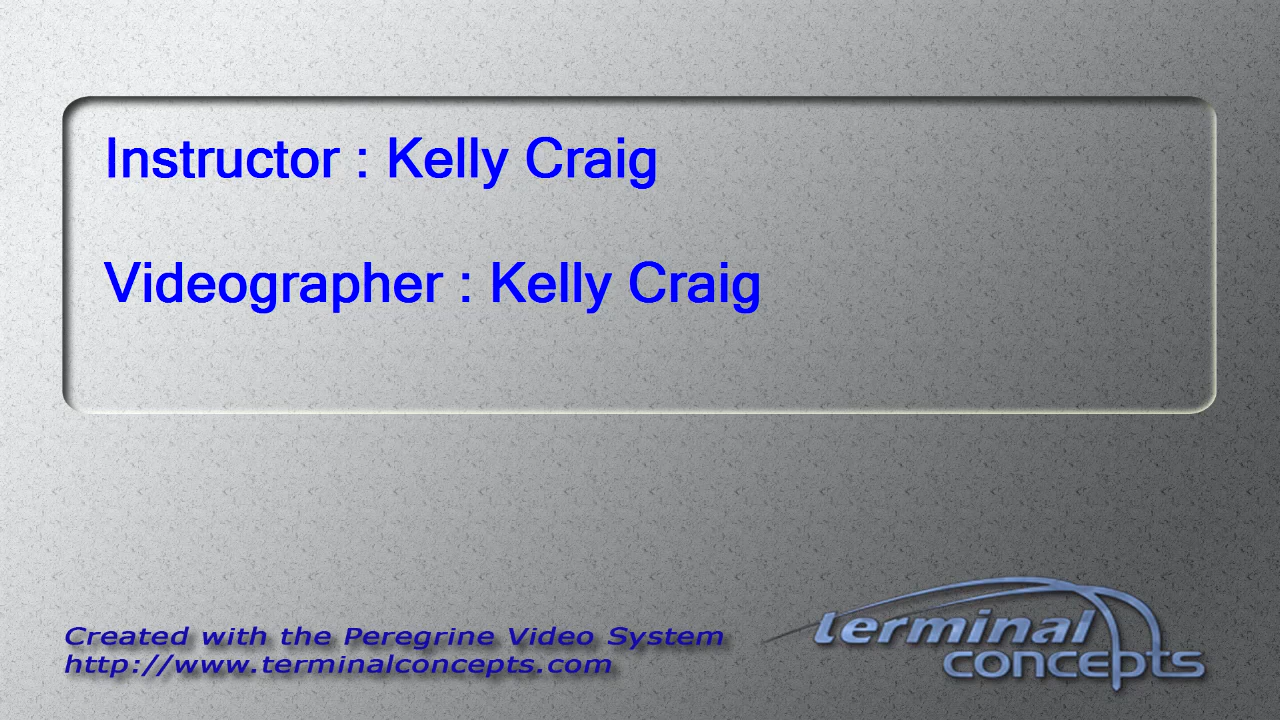 Instructor : Kelly Craig
Videographer : Kelly Craig
Created with the Peregrine Video System
http://www.terminalconcepts.com
terminal
concepts